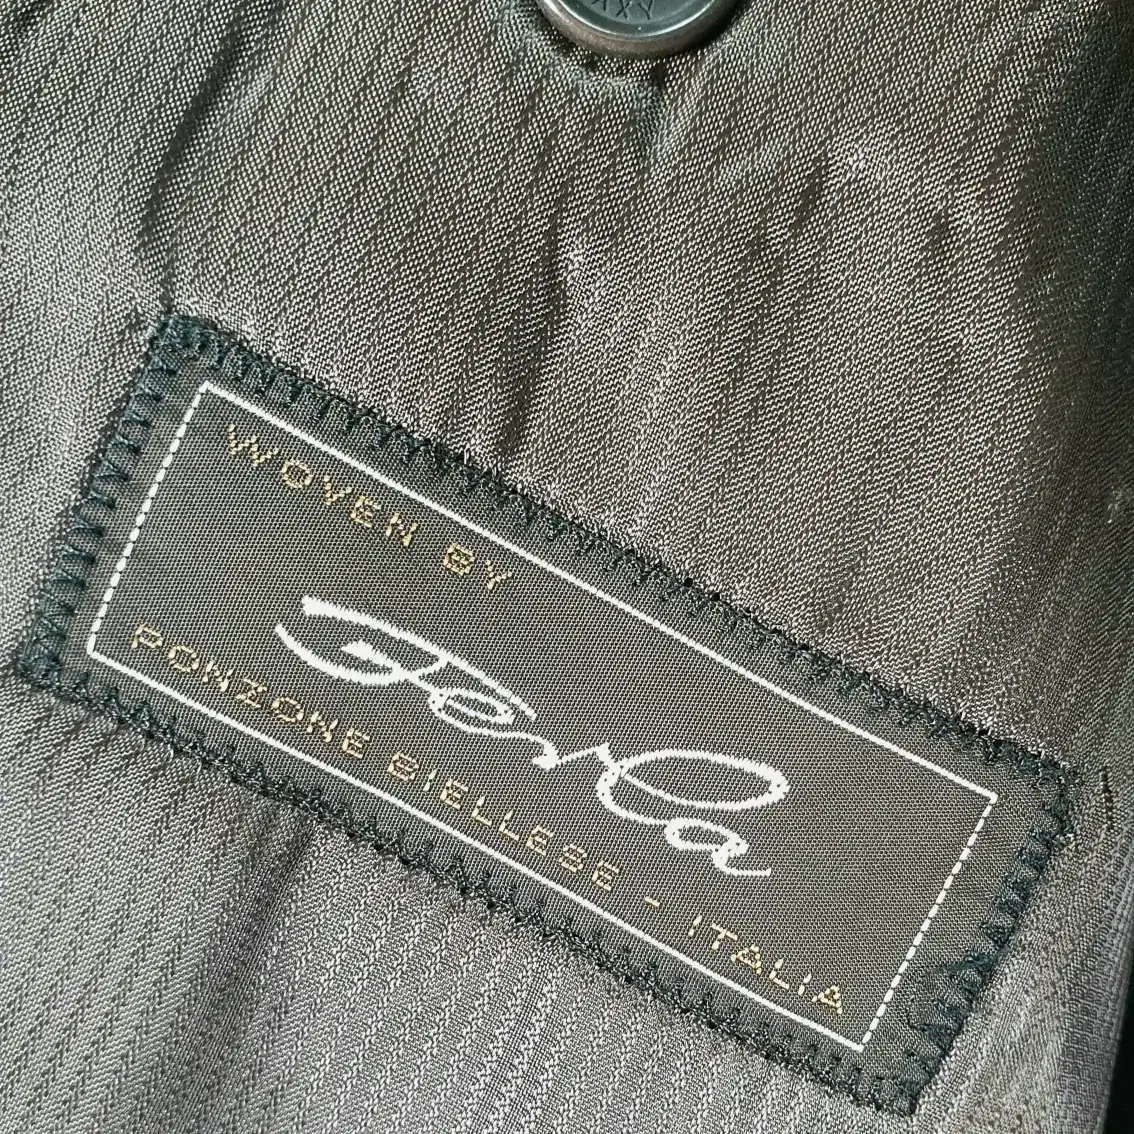 WOVEN BY
Ferla
PONZONE BIELLESE - ITALIA